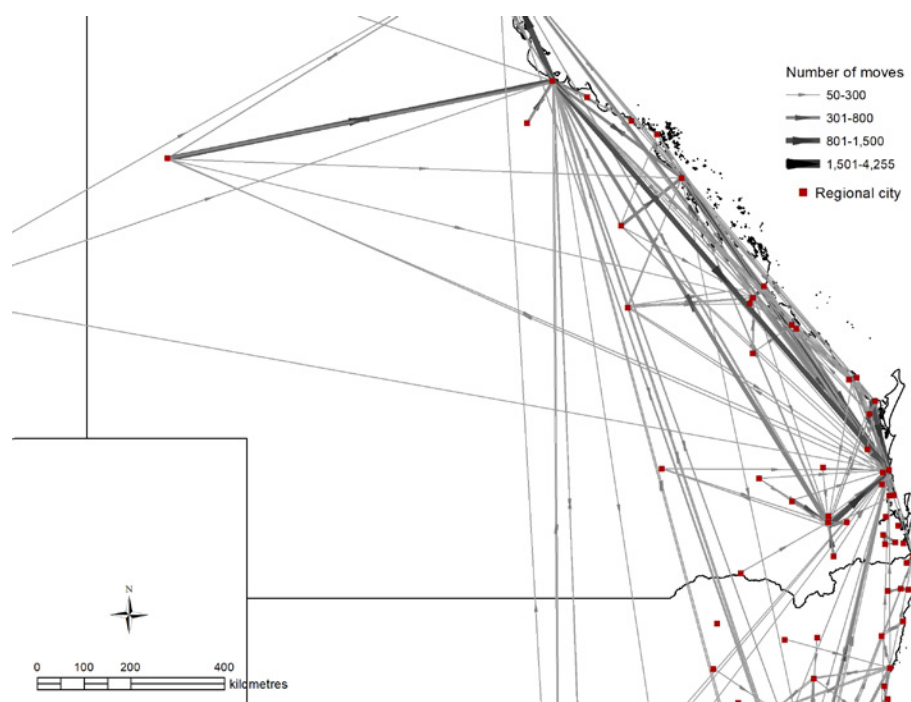 Number of moves
50-300
301-800
801-1,500
1,501-4,255
Regional city
N
0 100 200 400
kilometres